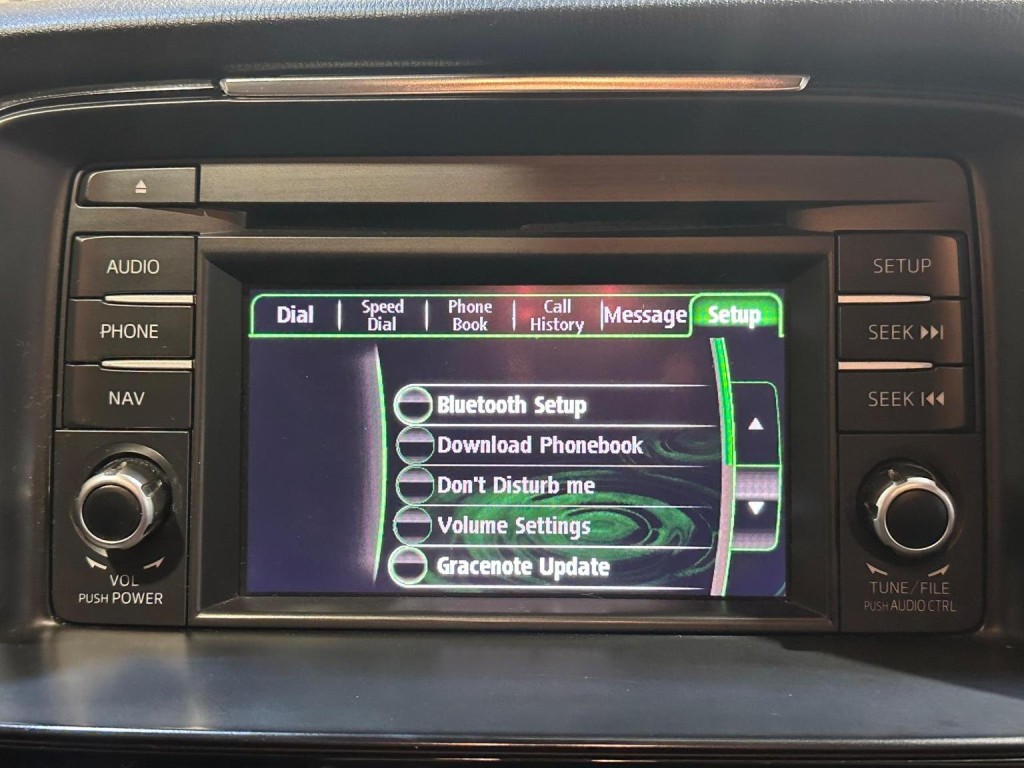 AUDIO
PHONE
NAV
VOL
PUSH POWER
Dial
Speed
Dial
Phone
Book
Call
History
Message
Setup
Bluetooth Setup
Download Phonebook
Don't Disturb me
Volume Settings
Gracenote Update
SETUP
SEEK
SEEK
TUNE/FILE
PUSH AUDIO CTRL